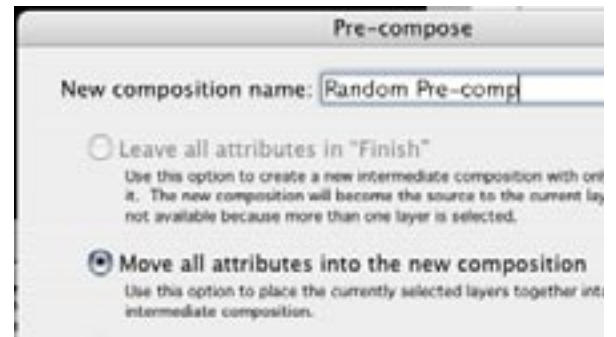 Pre-compose
New composition name: Random Pre-comp
Leave all attributes in "Finish"
Use this option to create a new intermediate composition with only
it. The new composition will become the source to the current lay
not available because more than one layer is selected.
Move all attributes into the new composition
Use this option to place the currently selected layers together into
intermediate composition.